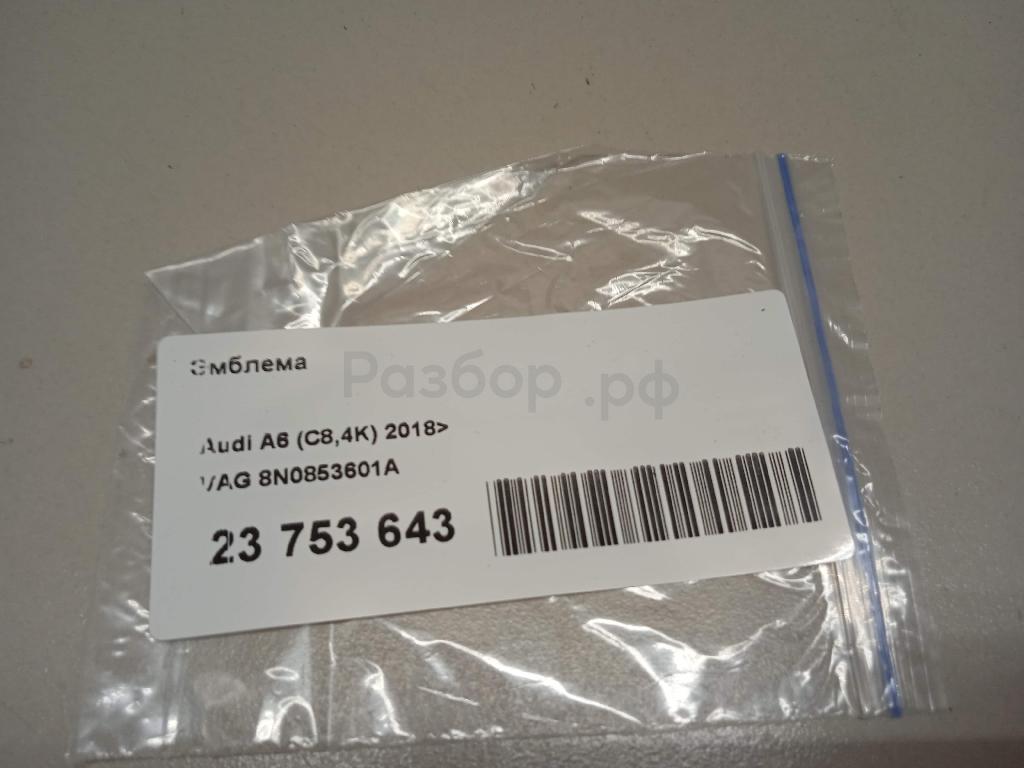 Эмблема
Разбор.рф
Audi A6 (C8,4K) 2018>
VAG 8N0853601A
23 753 643